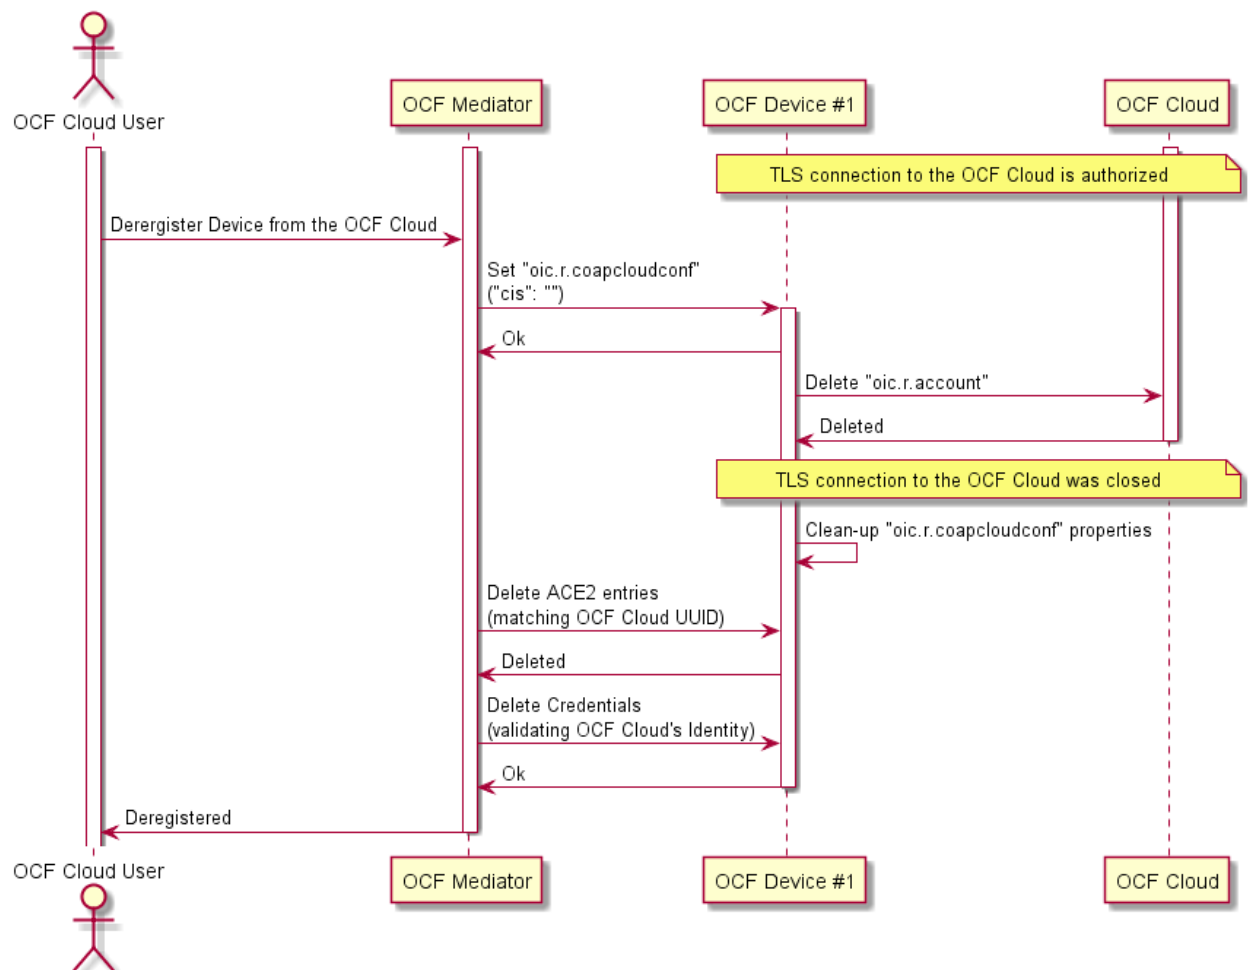 OCF Cloud User
OCF Mediator
OCF Device #1
OCF Cloud
TLS connection to the OCF Cloud is authorized
Derergister Device from the OCF Cloud
Set "oic.r.coapcloudconf"
("cis": "")
Ok
Delete "oic.r.account"
Deleted
TLS connection to the OCF Cloud was closed
Clean-up "oic.r.coapcloudconf" properties
Delete ACE2 entries
(matching OCF Cloud UUID)
Deleted
Delete Credentials
(validating OCF Cloud's Identity)
Ok
Deregistered
OCF Cloud User
OCF Mediator
OCF Device #1
OCF Cloud